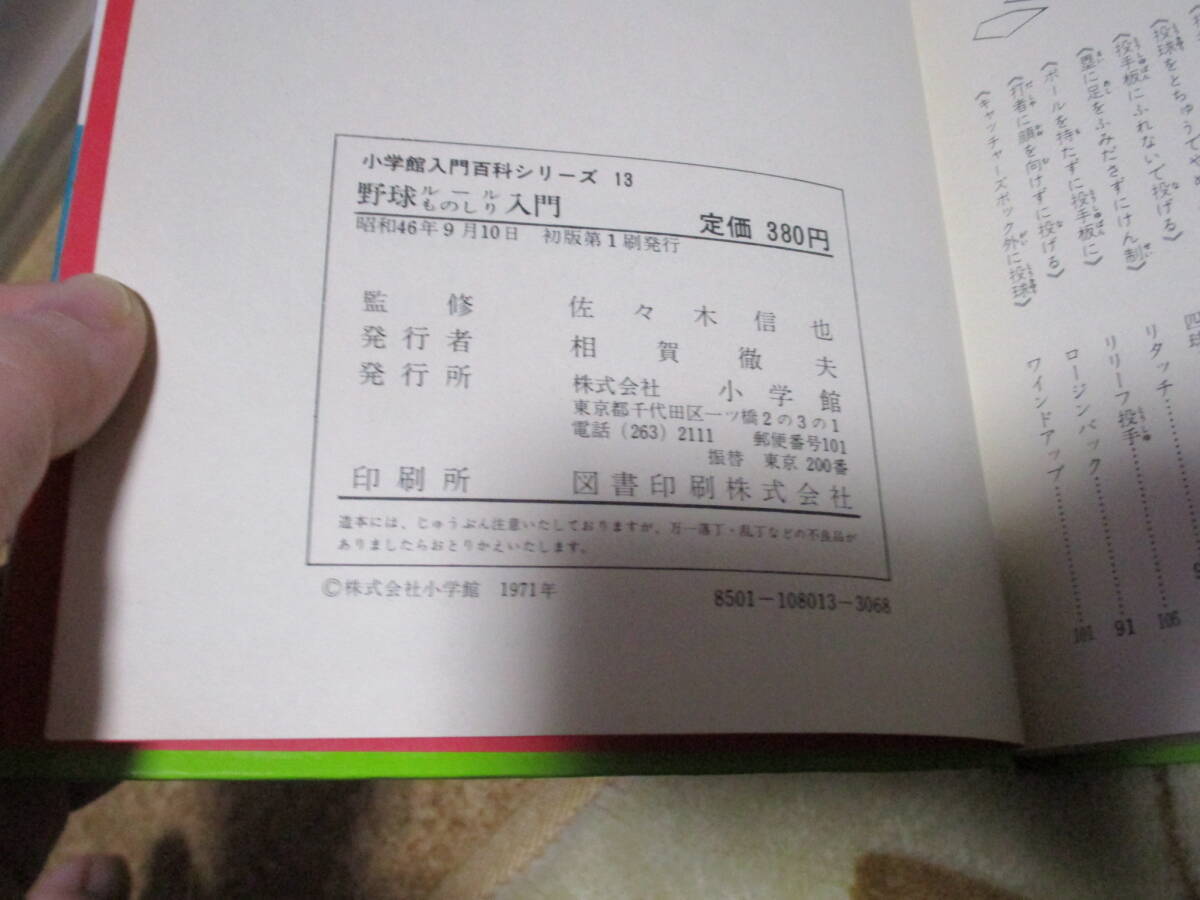 小学館入門百科シリーズ 13
野球ルールものしり入門
定価 380円
昭和46年9月10日 初版第1刷発行
監修 佐々木信也
発行者 相賀徹夫
発行所 株式会社 小学館
東京都千代田区一ツ橋2の3の1
電話 (263) 2111 郵便番号101
振替 東京 200番
印刷所 図書印刷株式会社
造本には、じゅうぶん注意いたしておりますが、万一落丁・乱丁などの不良品が
ありましたらおとりかえいたします。
©株式会社小学館 1971年
8501-108013-3068
《投球をとちゅうでやめ
《投手板にふれないで投げる》
《塁に足をふみださずにけん制》
《ボールを持たずに投手板に》
《打者に顔を向けずに投げる》
《キャッチャーズボック外に投球》
四球
リタッチ 106
リリーフ投手 91
ロージンバック 101
ワインドアップ